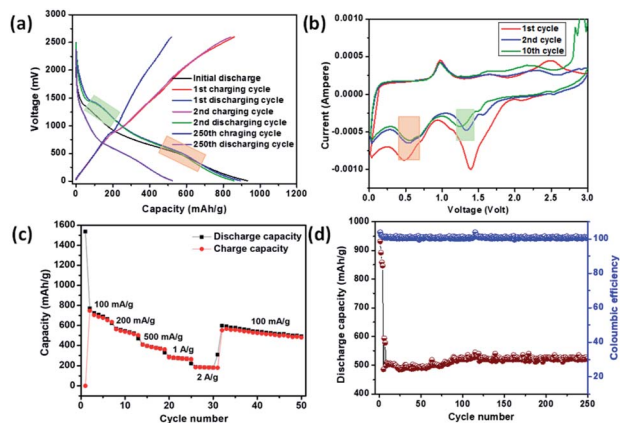 (a)
3000
2500
2000
1500
1000
500
0
Voltage (mV)
Initial discharge
1st charging cycle
1st discharging cycle
2nd charging cycle
2nd discharging cycle
250th chraging cycle
250th discharging cycle
0 200 400 600 800 1000 1200
Capacity (mAh/g)
(b)
0.0010
0.0005
0.0000
-0.0005
-0.0010
Current (Ampere)
1st cycle
2nd cycle
10th cycle
0.0 0.5 1.0 1.5 2.0 2.5 3.0
Voltage (Volt)
(c)
1600
1400
1200
1000
800
600
400
200
0
Capacity (mAh/g)
Discharge capacity
Charge capacity
100 mA/g
200 mA/g
500 mA/g
1 A/g
2 A/g
100 mA/g
0 10 20 30 40 50
Cycle number
(d)
1000
900
800
700
600
500
400
Discharge capacity (mAh/g)
100
80
60
40
20
0
Coloumbic efficiency
0 50 100 150 200 250
Cycle number